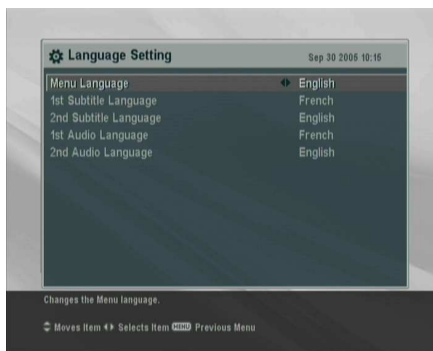 Language Setting Sep 30 2005 10:15
Menu Language English
1st Subtitle Language French
2nd Subtitle Language English
1st Audio Language French
2nd Audio Language English
Changes the Menu language.
Moves Item Selects Item MENU Previous Menu